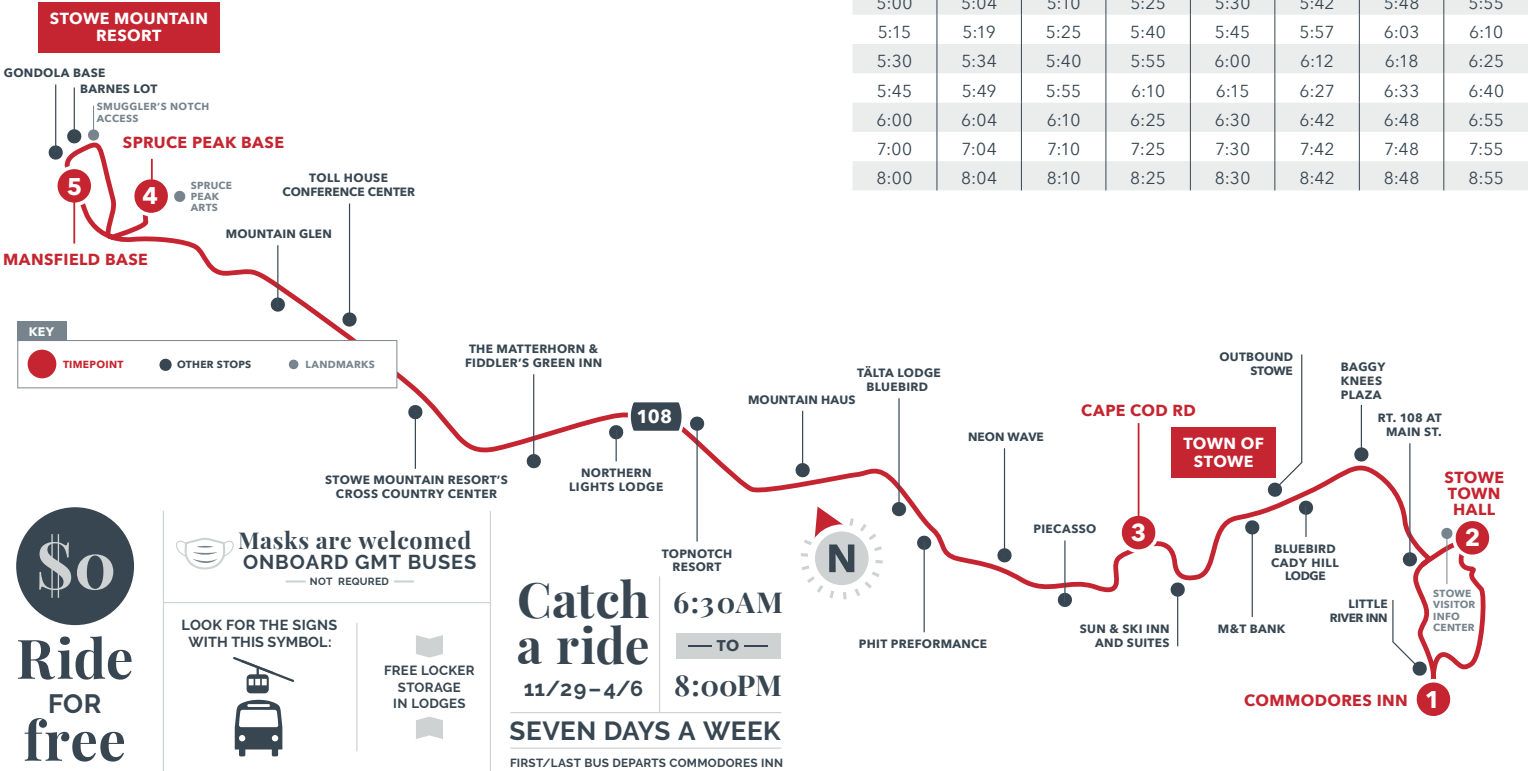 STOWE MOUNTAIN
RESORT
GONDOLA BASE
BARNES LOT
SMUGGLER'S NOTCH
ACCESS
SPRUCE PEAK BASE
5
4
SPRUCE
PEAK
ARTS
MANSFIELD BASE
TOLL HOUSE
CONFERENCE CENTER
MOUNTAIN GLEN
KEY
TIMEPOINT
OTHER STOPS
LANDMARKS
5:00 5:04 5:10 5:25 5:30 5:42 5:48 5:55
5:15 5:19 5:25 5:40 5:45 5:57 6:03 6:10
5:30 5:34 5:40 5:55 6:00 6:12 6:18 6:25
5:45 5:49 5:55 6:10 6:15 6:27 6:33 6:40
6:00 6:04 6:10 6:25 6:30 6:42 6:48 6:55
7:00 7:04 7:10 7:25 7:30 7:42 7:48 7:55
8:00 8:04 8:10 8:25 8:30 8:42 8:48 8:55
THE MATTERHORN &
FIDDLER'S GREEN INN
STOWE MOUNTAIN RESORT'S
CROSS COUNTRY CENTER
108
NORTHERN
LIGHTS LODGE
TOPNOTCH
RESORT
MOUNTAIN HAUS
TÄLTA LODGE
BLUEBIRD
NEON WAVE
PIECASSO
PHIT PREFORMANCE
N
CAPE COD RD
3
TOWN OF
STOWE
SUN & SKI INN
AND SUITES
M&T BANK
OUTBOUND
STOWE
BLUEBIRD
CADY HILL
LODGE
BAGGY
KNEES
PLAZA
RT. 108 AT
MAIN ST.
STOWE
TOWN
HALL
2
STOWE
VISITOR
INFO
CENTER
LITTLE
RIVER INN
COMMODORES INN
1
$0
Ride
FOR
free
Masks are welcomed
ONBOARD GMT BUSES
NOT REQURED
LOOK FOR THE SIGNS
WITH THIS SYMBOL:
FREE LOCKER
STORAGE
IN LODGES
Catch
a ride
11/29–4/6
6:30AM
TO
8:00PM
SEVEN DAYS A WEEK
FIRST/LAST BUS DEPARTS COMMODORES INN